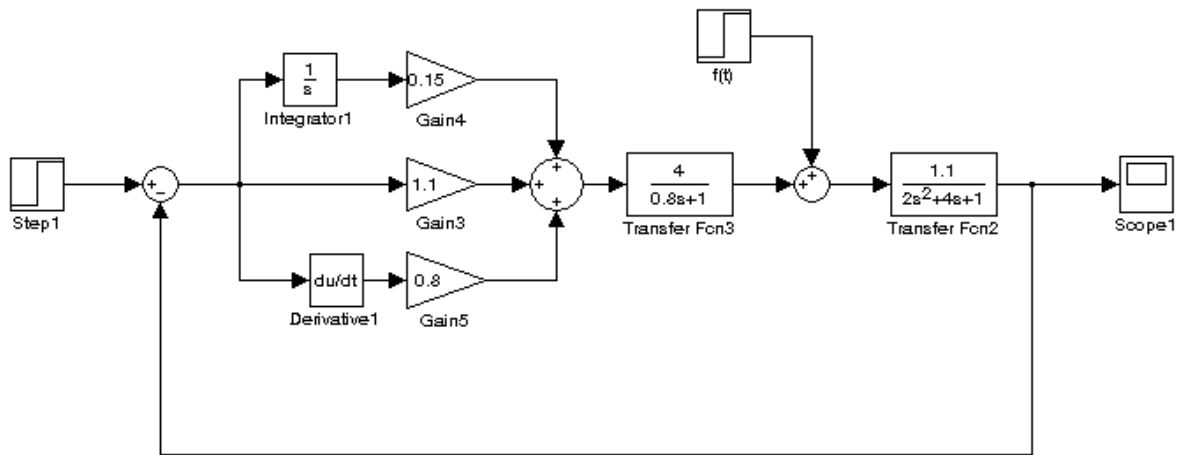 f(t)
1
s
Integrator1
0.15
Gain4
Step1
+
−
1.1
Gain3
du/dt
Derivative1
0.8
Gain5
+
+
+
4
0.8s+1
Transfer Fcn3
+
+
1.1
2s²+4s+1
Transfer Fcn2
Scope1